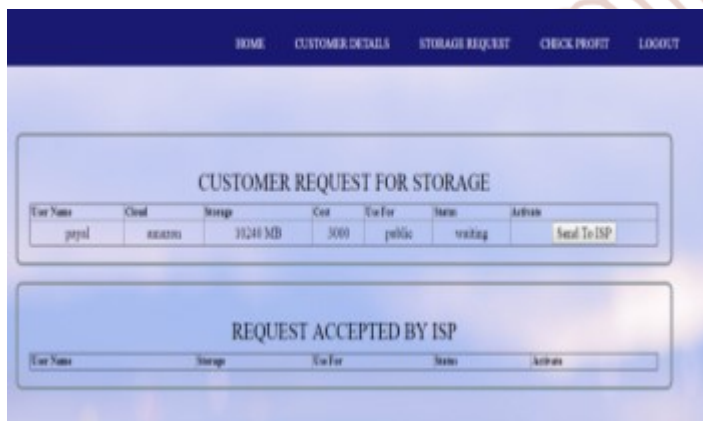 HOME CUSTOMER DETAILS STORAGE REQUEST CHECK PROFIT LOGOUT
CUSTOMER REQUEST FOR STORAGE
User Name Cloud Storage Cost Use For Status Activate
payal amazon 10240 MB 3000 public waiting Send To ISP
REQUEST ACCEPTED BY ISP
User Name Storage Use For Status Activate